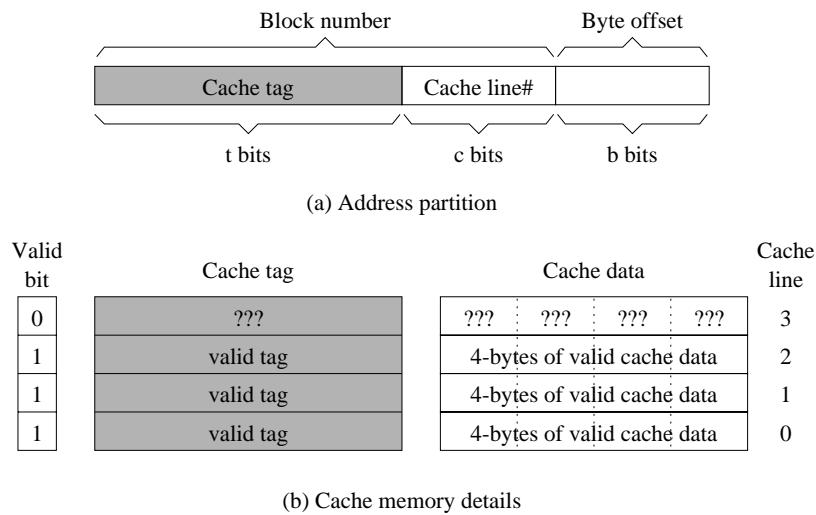 Block number Byte offset
Cache tag Cache line#
t bits c bits b bits
(a) Address partition
Valid bit Cache tag Cache data Cache line
0 ??? ??? ??? ??? ??? 3
1 valid tag 4-bytes of valid cache data 2
1 valid tag 4-bytes of valid cache data 1
1 valid tag 4-bytes of valid cache data 0
(b) Cache memory details